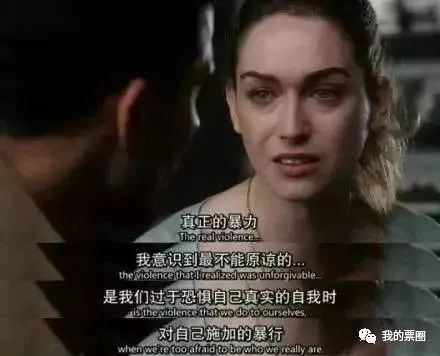 真正的暴力
The real violence...
我意识到最不能原谅的...
the violence that I realized was unforgivable...
是我们过于恐惧自己真实的自我时
is the violence that we do to ourselves,
对自己施加的暴行
when we're too afraid to be who we really are.
我的票圈